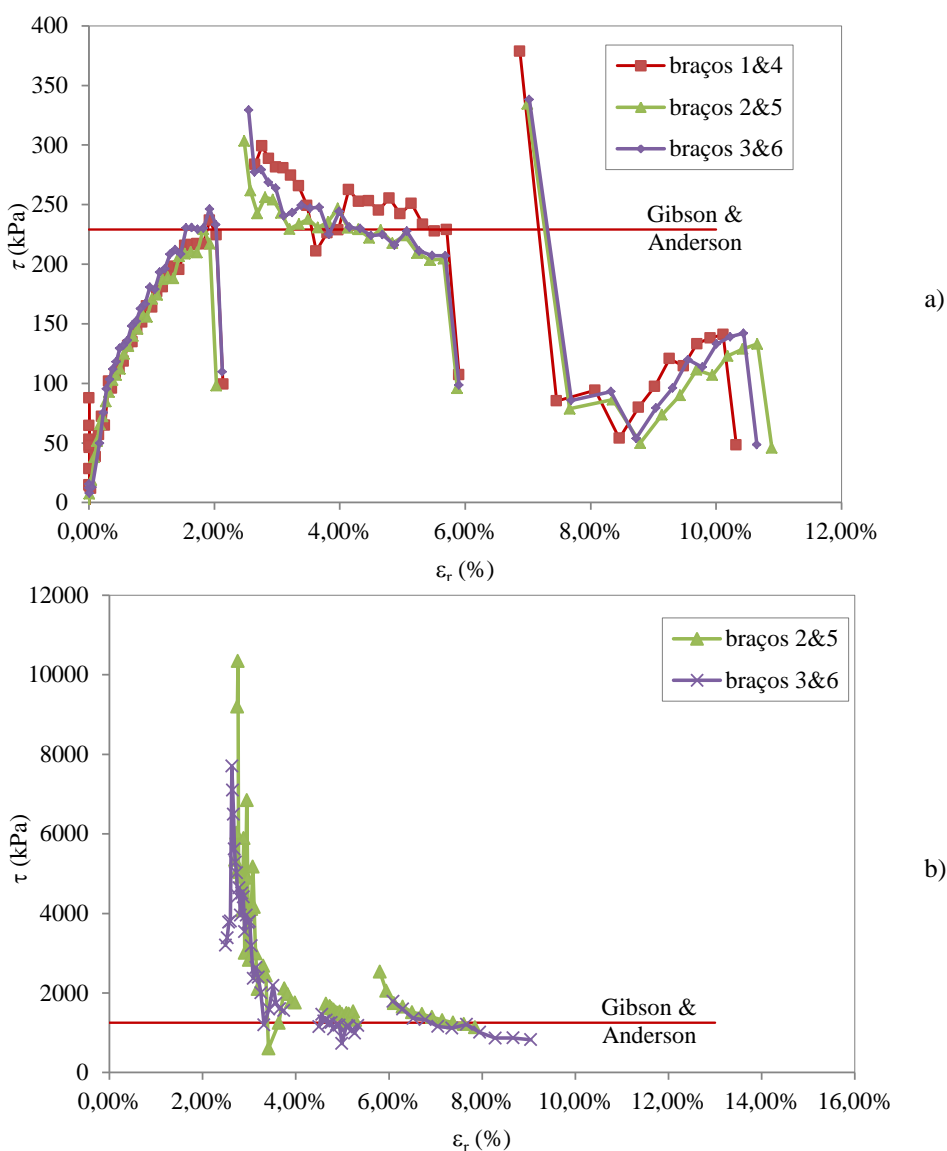 400
350
300
250
200
150
100
50
0
τ (kPa)
braços 1&4
braços 2&5
braços 3&6
Gibson &
Anderson
a)
0,00% 2,00% 4,00% 6,00% 8,00% 10,00% 12,00%
εr (%)
12000
10000
8000
6000
4000
2000
0
τ (kPa)
braços 2&5
braços 3&6
Gibson &
Anderson
b)
0,00% 2,00% 4,00% 6,00% 8,00% 10,00% 12,00% 14,00% 16,00%
εr (%)